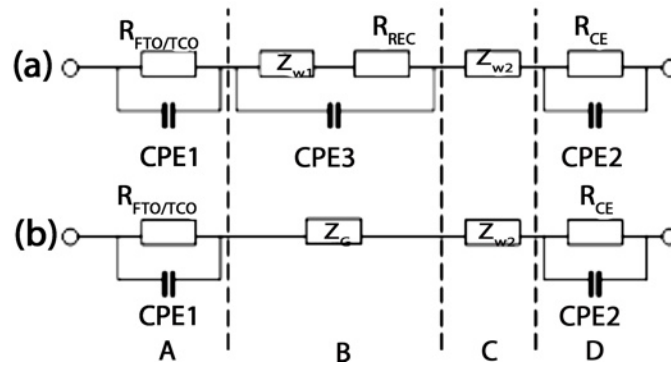 R_FTO/TCO R_REC R_CE
(a) Z_w1 Z_w2
CPE1 CPE3 CPE2
R_FTO/TCO R_CE
(b) Z_G Z_w2
CPE1 CPE2
A B C D